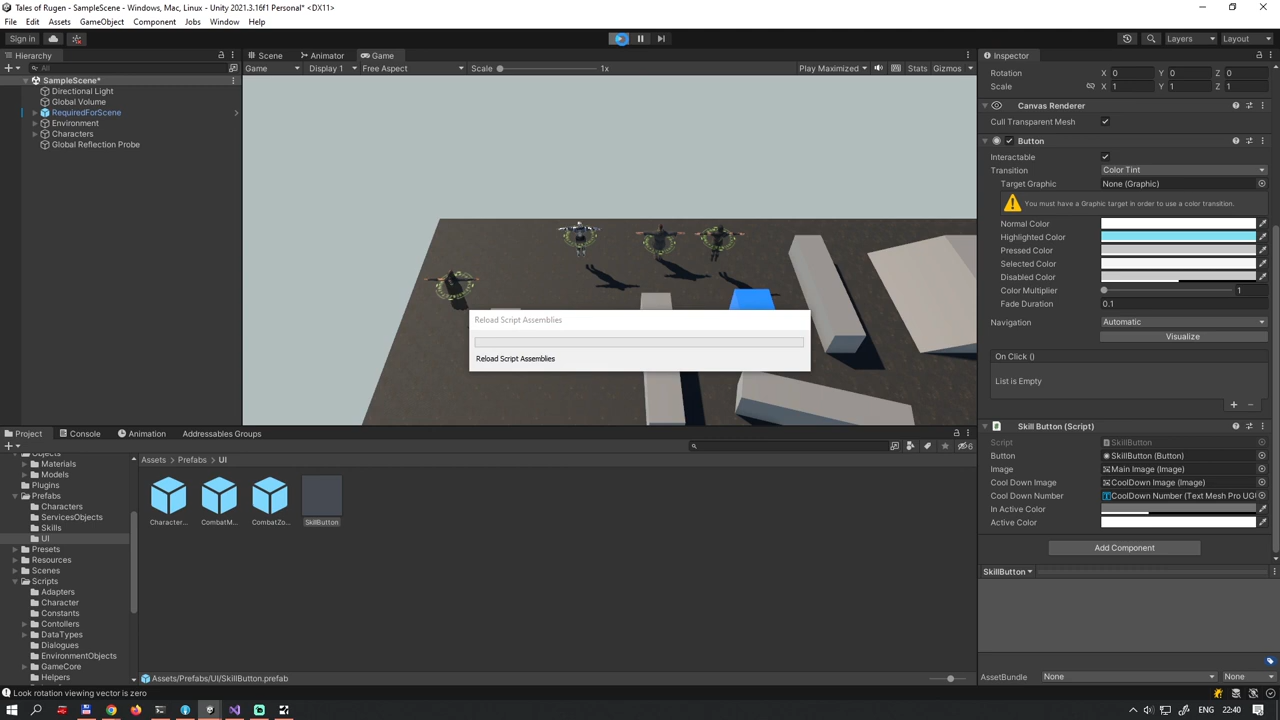 Tales of Rugen - SampleScene - Windows, Mac, Linux - Unity 2021.3.16f1 Personal* <DX11>
File Edit Assets GameObject Component Jobs Window Help
Sign in
Layers
Layout
Hierarchy
All
SampleScene*
Directional Light
Global Volume
RequiredForScene
Environment
Characters
Global Reflection Probe
Scene Animator Game
Game Display 1 Free Aspect Scale 1x Play Maximized Stats Gizmos
Reload Script Assemblies
Reload Script Assemblies
Inspector
Rotation X 0 Y 0 Z 0
Scale X 1 Y 1 Z 1
Canvas Renderer
Cull Transparent Mesh
Button
Interactable
Transition Color Tint
Target Graphic None (Graphic)
You must have a Graphic target in order to use a color transition.
Normal Color
Highlighted Color
Pressed Color
Selected Color
Disabled Color
Color Multiplier 1
Fade Duration 0.1
Navigation Automatic
Visualize
On Click ()
List is Empty
Skill Button (Script)
Script SkillButton
Button SkillButton (Button)
Image Main Image (Image)
Cool Down Image CoolDown Image (Image)
Cool Down Number CoolDown Number (Text Mesh Pro UGU
In Active Color
Active Color
Add Component
SkillButton
AssetBundle None None
Project Console Animation Addressables Groups
6
Objects
Materials
Models
Plugins
Prefabs
Characters
ServicesObjects
Skills
UI
Presets
Resources
Scenes
Scripts
Adapters
Character
Constants
Contollers
DataTypes
Dialogues
EnvironmentObjects
GameCore
Helpers
Assets > Prefabs > UI
Character... CombatM... CombatZo... SkillButton
Assets/Prefabs/UI/SkillButton.prefab
Look rotation viewing vector is zero
ENG 22:40